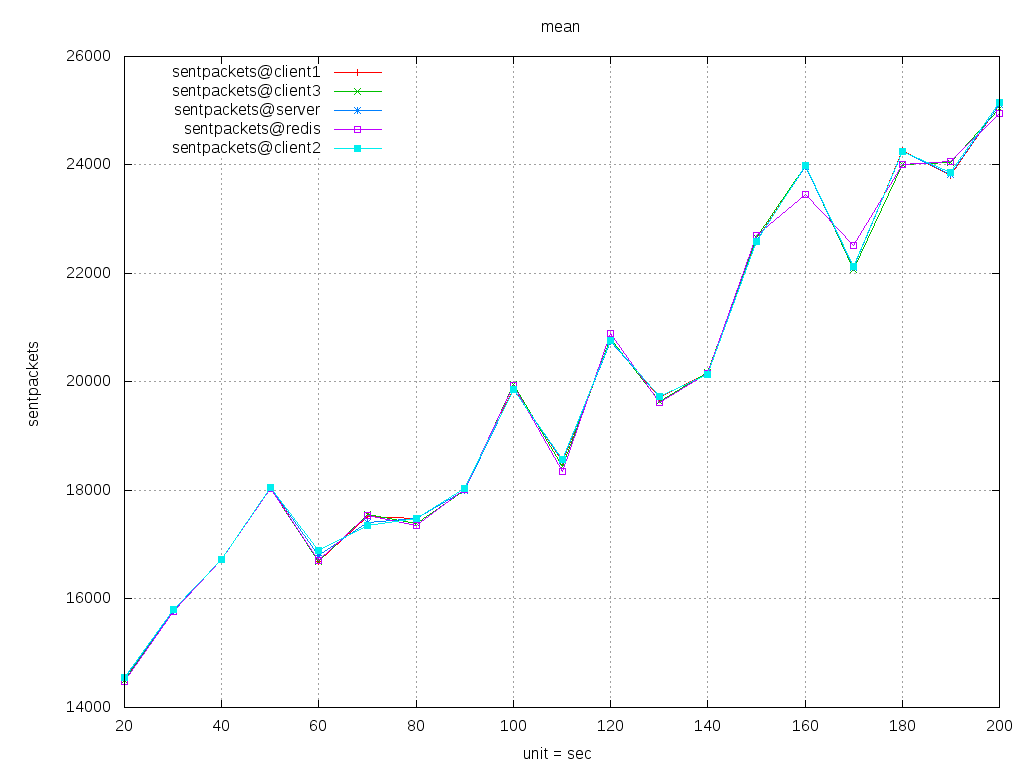 mean
26000
24000
22000
20000
18000
16000
14000
sentpackets
sentpackets@client1
sentpackets@client3
sentpackets@server
sentpackets@redis
sentpackets@client2
20 40 60 80 100 120 140 160 180 200
unit = sec